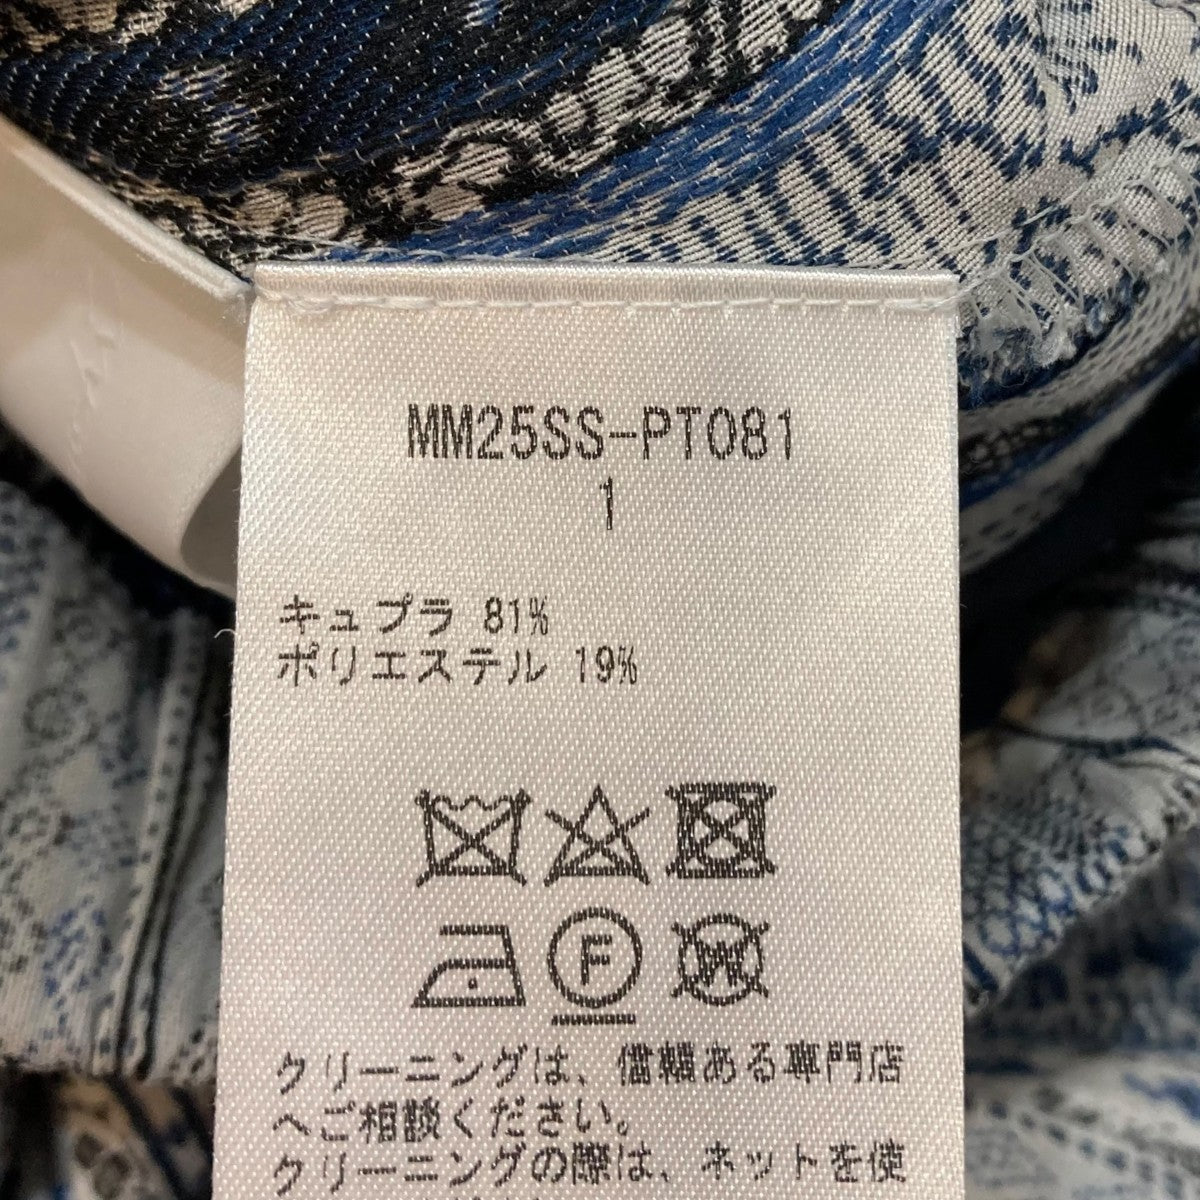 MM25SS-PT081
1
キュプラ 81%
ポリエステル 19%
F
W
クリーニングは、信頼ある専門店
へご相談ください。
クリーニングの際は、ネットを使